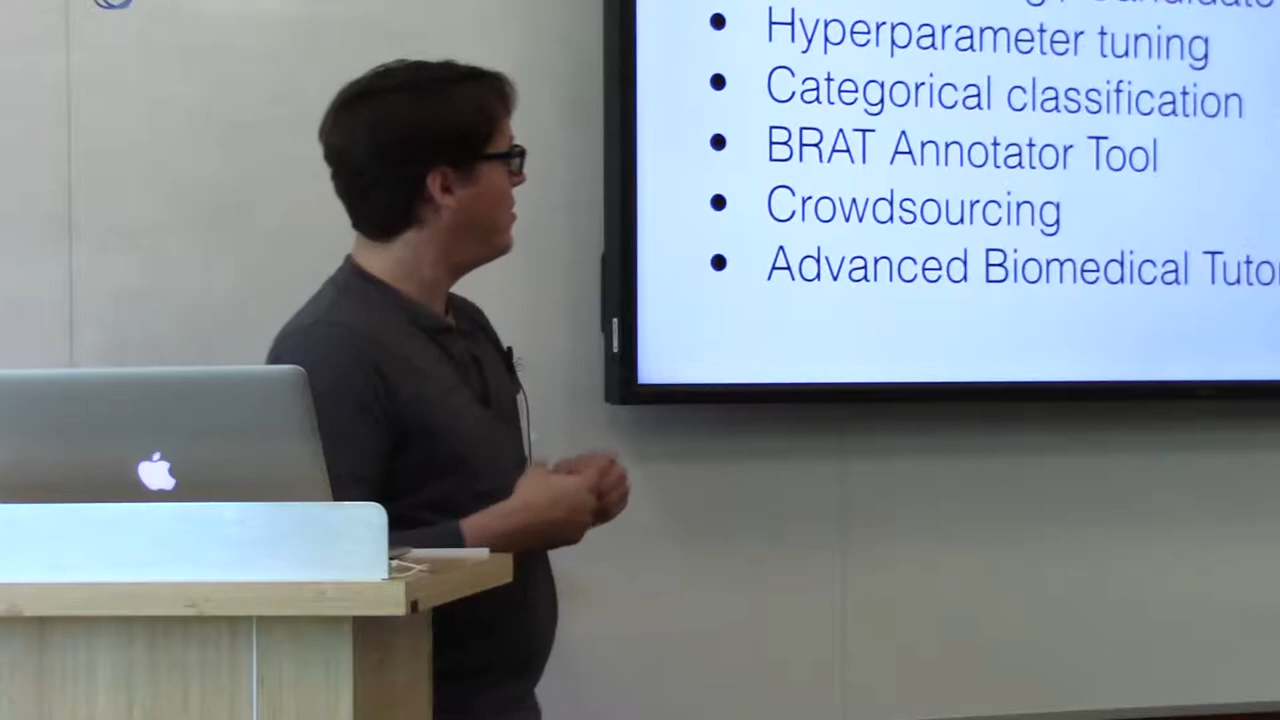 Hyperparameter tuning
Categorical classification
BRAT Annotator Tool
Crowdsourcing
Advanced Biomedical